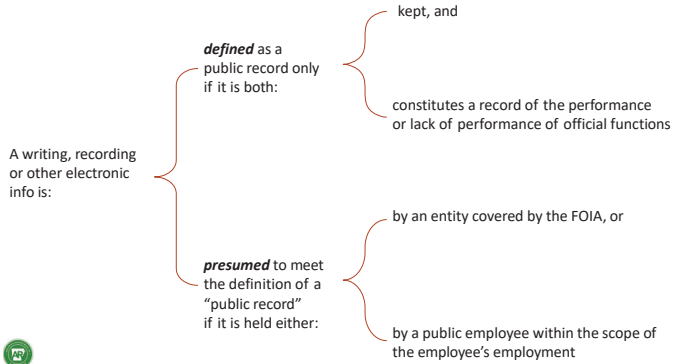 A writing, recording
or other electronic
info is:
defined as a
public record only
if it is both:
kept, and
constitutes a record of the performance
or lack of performance of official functions
presumed to meet
the definition of a
“public record”
if it is held either:
by an entity covered by the FOIA, or
by a public employee within the scope of
the employee’s employment
AR